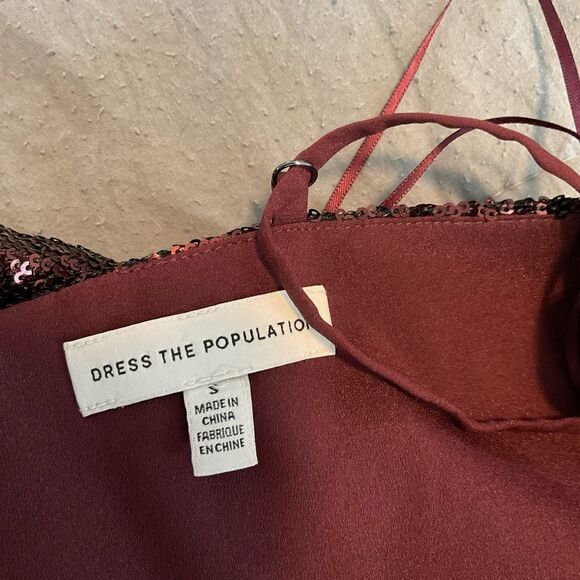 DRESS THE POPULATION
S
MADE IN
CHINA
FABRIQUE
EN CHINE